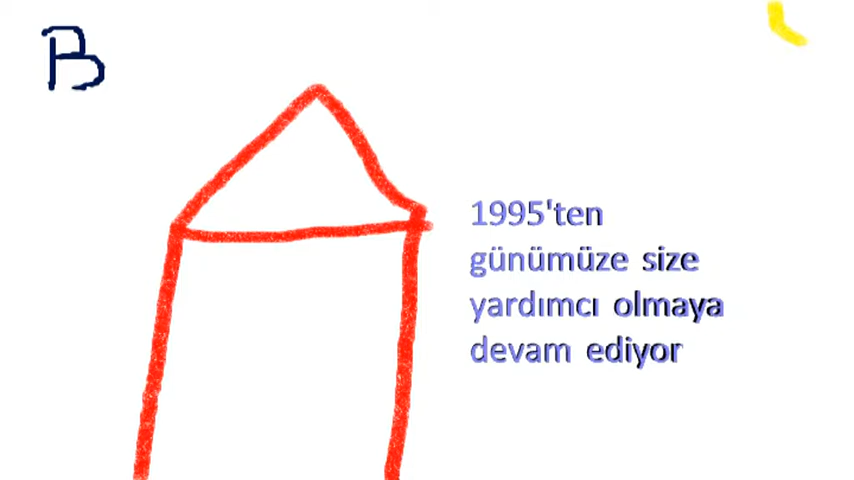 B
1995'ten
günümüze size
yardımcı olmaya
devam ediyor